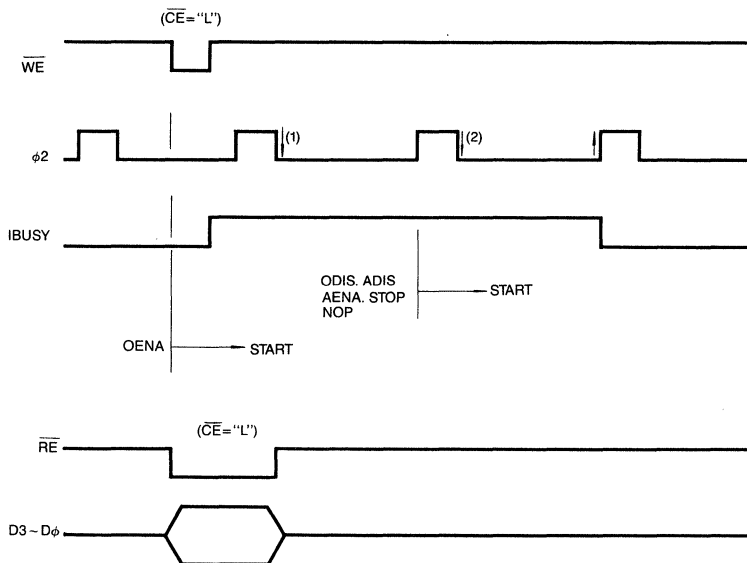 (CE="L")
WE
(1)
(2)
φ2
IBUSY
ODIS. ADIS
AENA. STOP
NOP
START
OENA
START
(CE="L")
RE
D3~Dφ